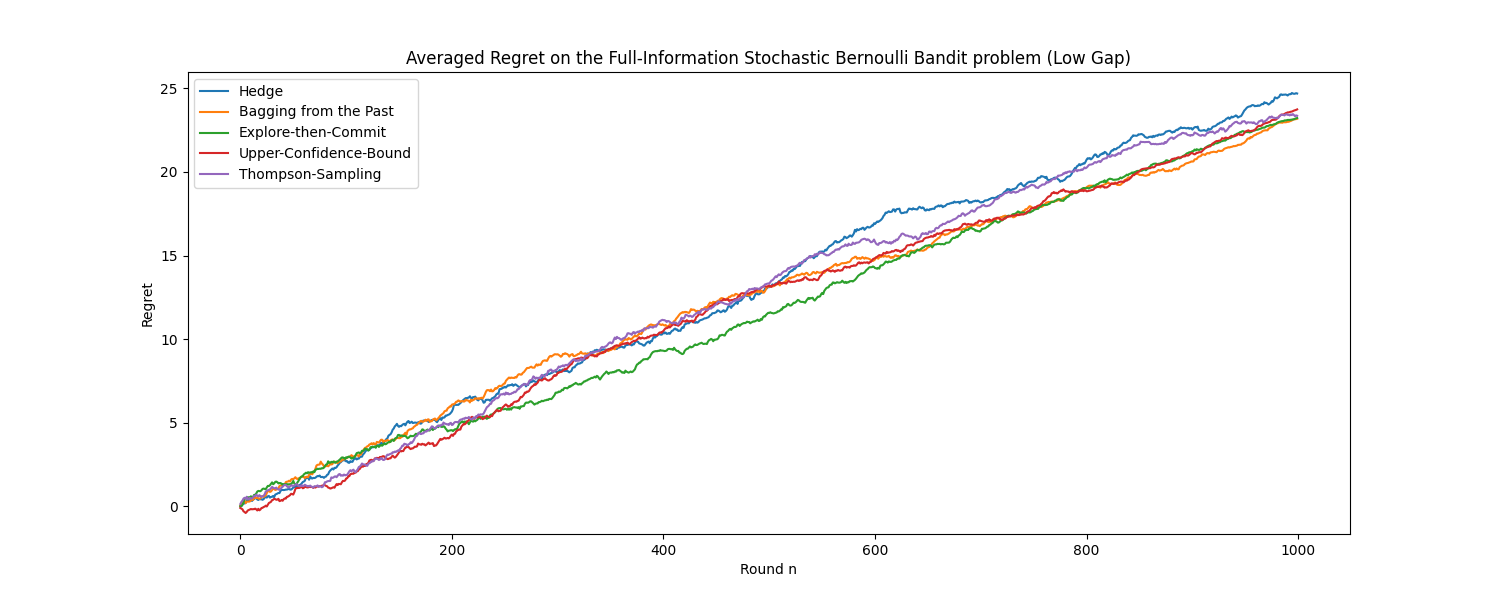 Averaged Regret on the Full-Information Stochastic Bernoulli Bandit problem (Low Gap)
25
20
15
10
5
0
Regret
Hedge
Bagging from the Past
Explore-then-Commit
Upper-Confidence-Bound
Thompson-Sampling
0 200 400 600 800 1000
Round n